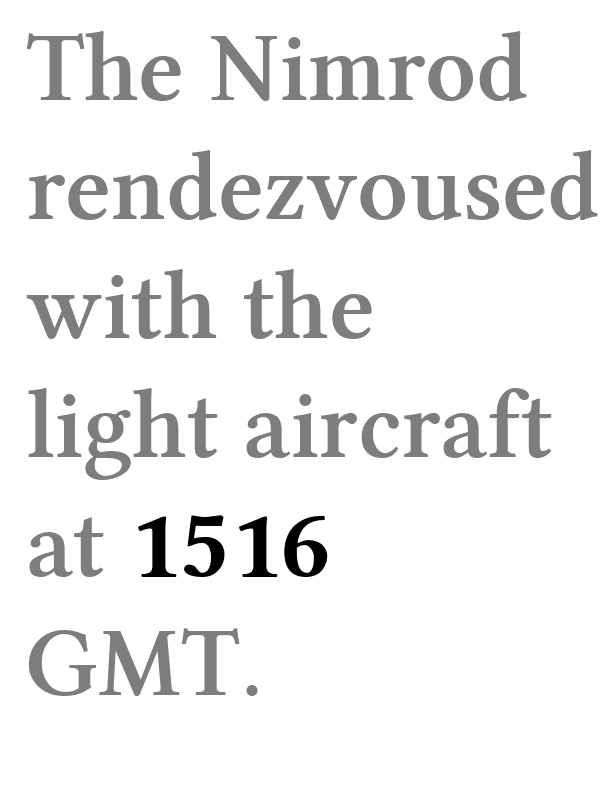 The Nimrod
rendezvoused
with the
light aircraft
at 1516
GMT.